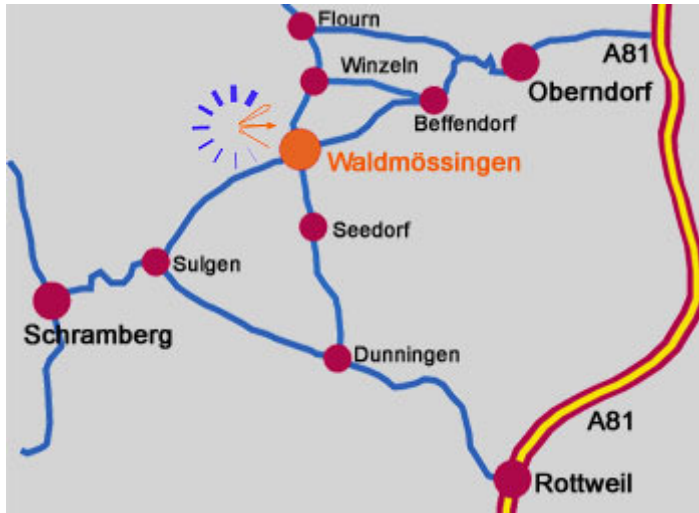 Flourn
A81
Winzeln
Oberndorf
Beffendorf
Waldmössingen
Seedorf
Sulgen
Schramberg
Dunningen
A81
Rottweil